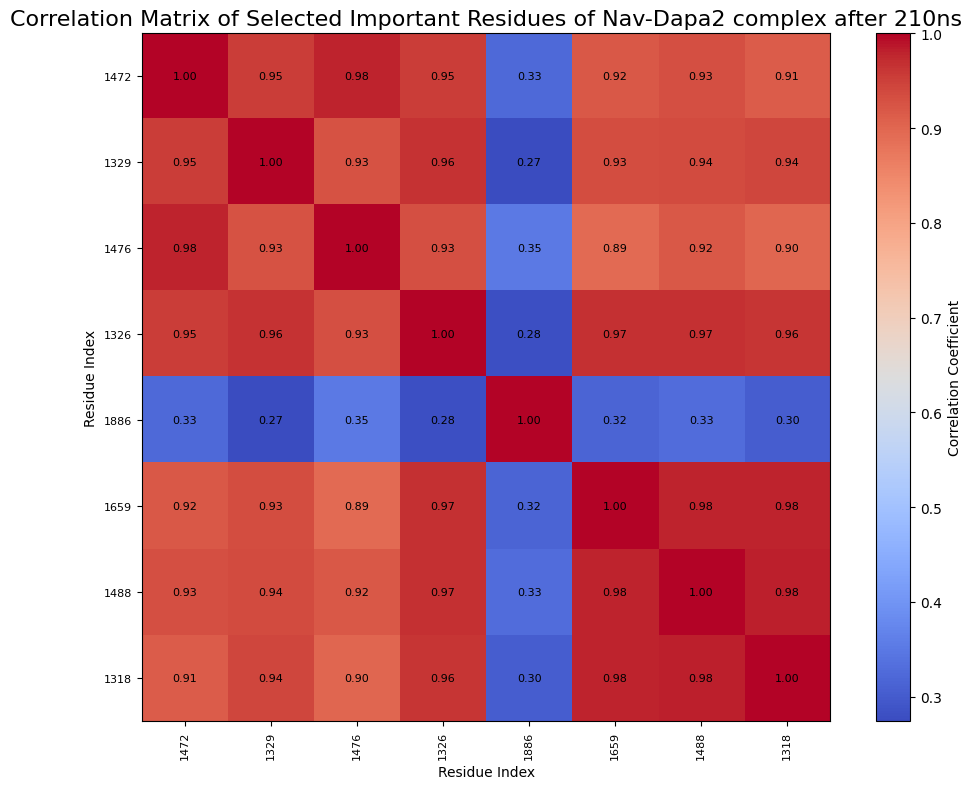 Correlation Matrix of Selected Important Residues of Nav-Dapa2 complex after 210ns
1472 1.00 0.95 0.98 0.95 0.33 0.92 0.93 0.91
1329 0.95 1.00 0.93 0.96 0.27 0.93 0.94 0.94
1476 0.98 0.93 1.00 0.93 0.35 0.89 0.92 0.90
1326 0.95 0.96 0.93 1.00 0.28 0.97 0.97 0.96
1886 0.33 0.27 0.35 0.28 1.00 0.32 0.33 0.30
1659 0.92 0.93 0.89 0.97 0.32 1.00 0.98 0.98
1488 0.93 0.94 0.92 0.97 0.33 0.98 1.00 0.98
1318 0.91 0.94 0.90 0.96 0.30 0.98 0.98 1.00
1472 1329 1476 1326 1886 1659 1488 1318
Residue Index
Residue Index
1.0
0.9
0.8
0.7
0.6
0.5
0.4
0.3
Correlation Coefficient